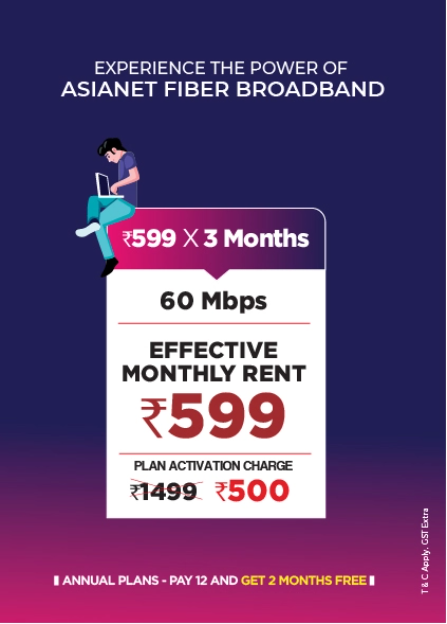 EXPERIENCE THE POWER OF
ASIANET FIBER BROADBAND
₹599 X 3 Months
60 Mbps
EFFECTIVE
MONTHLY RENT
₹599
PLAN ACTIVATION CHARGE
₹1499 ₹500
T & C Apply, GST Extra
ANNUAL PLANS - PAY 12 AND GET 2 MONTHS FREE